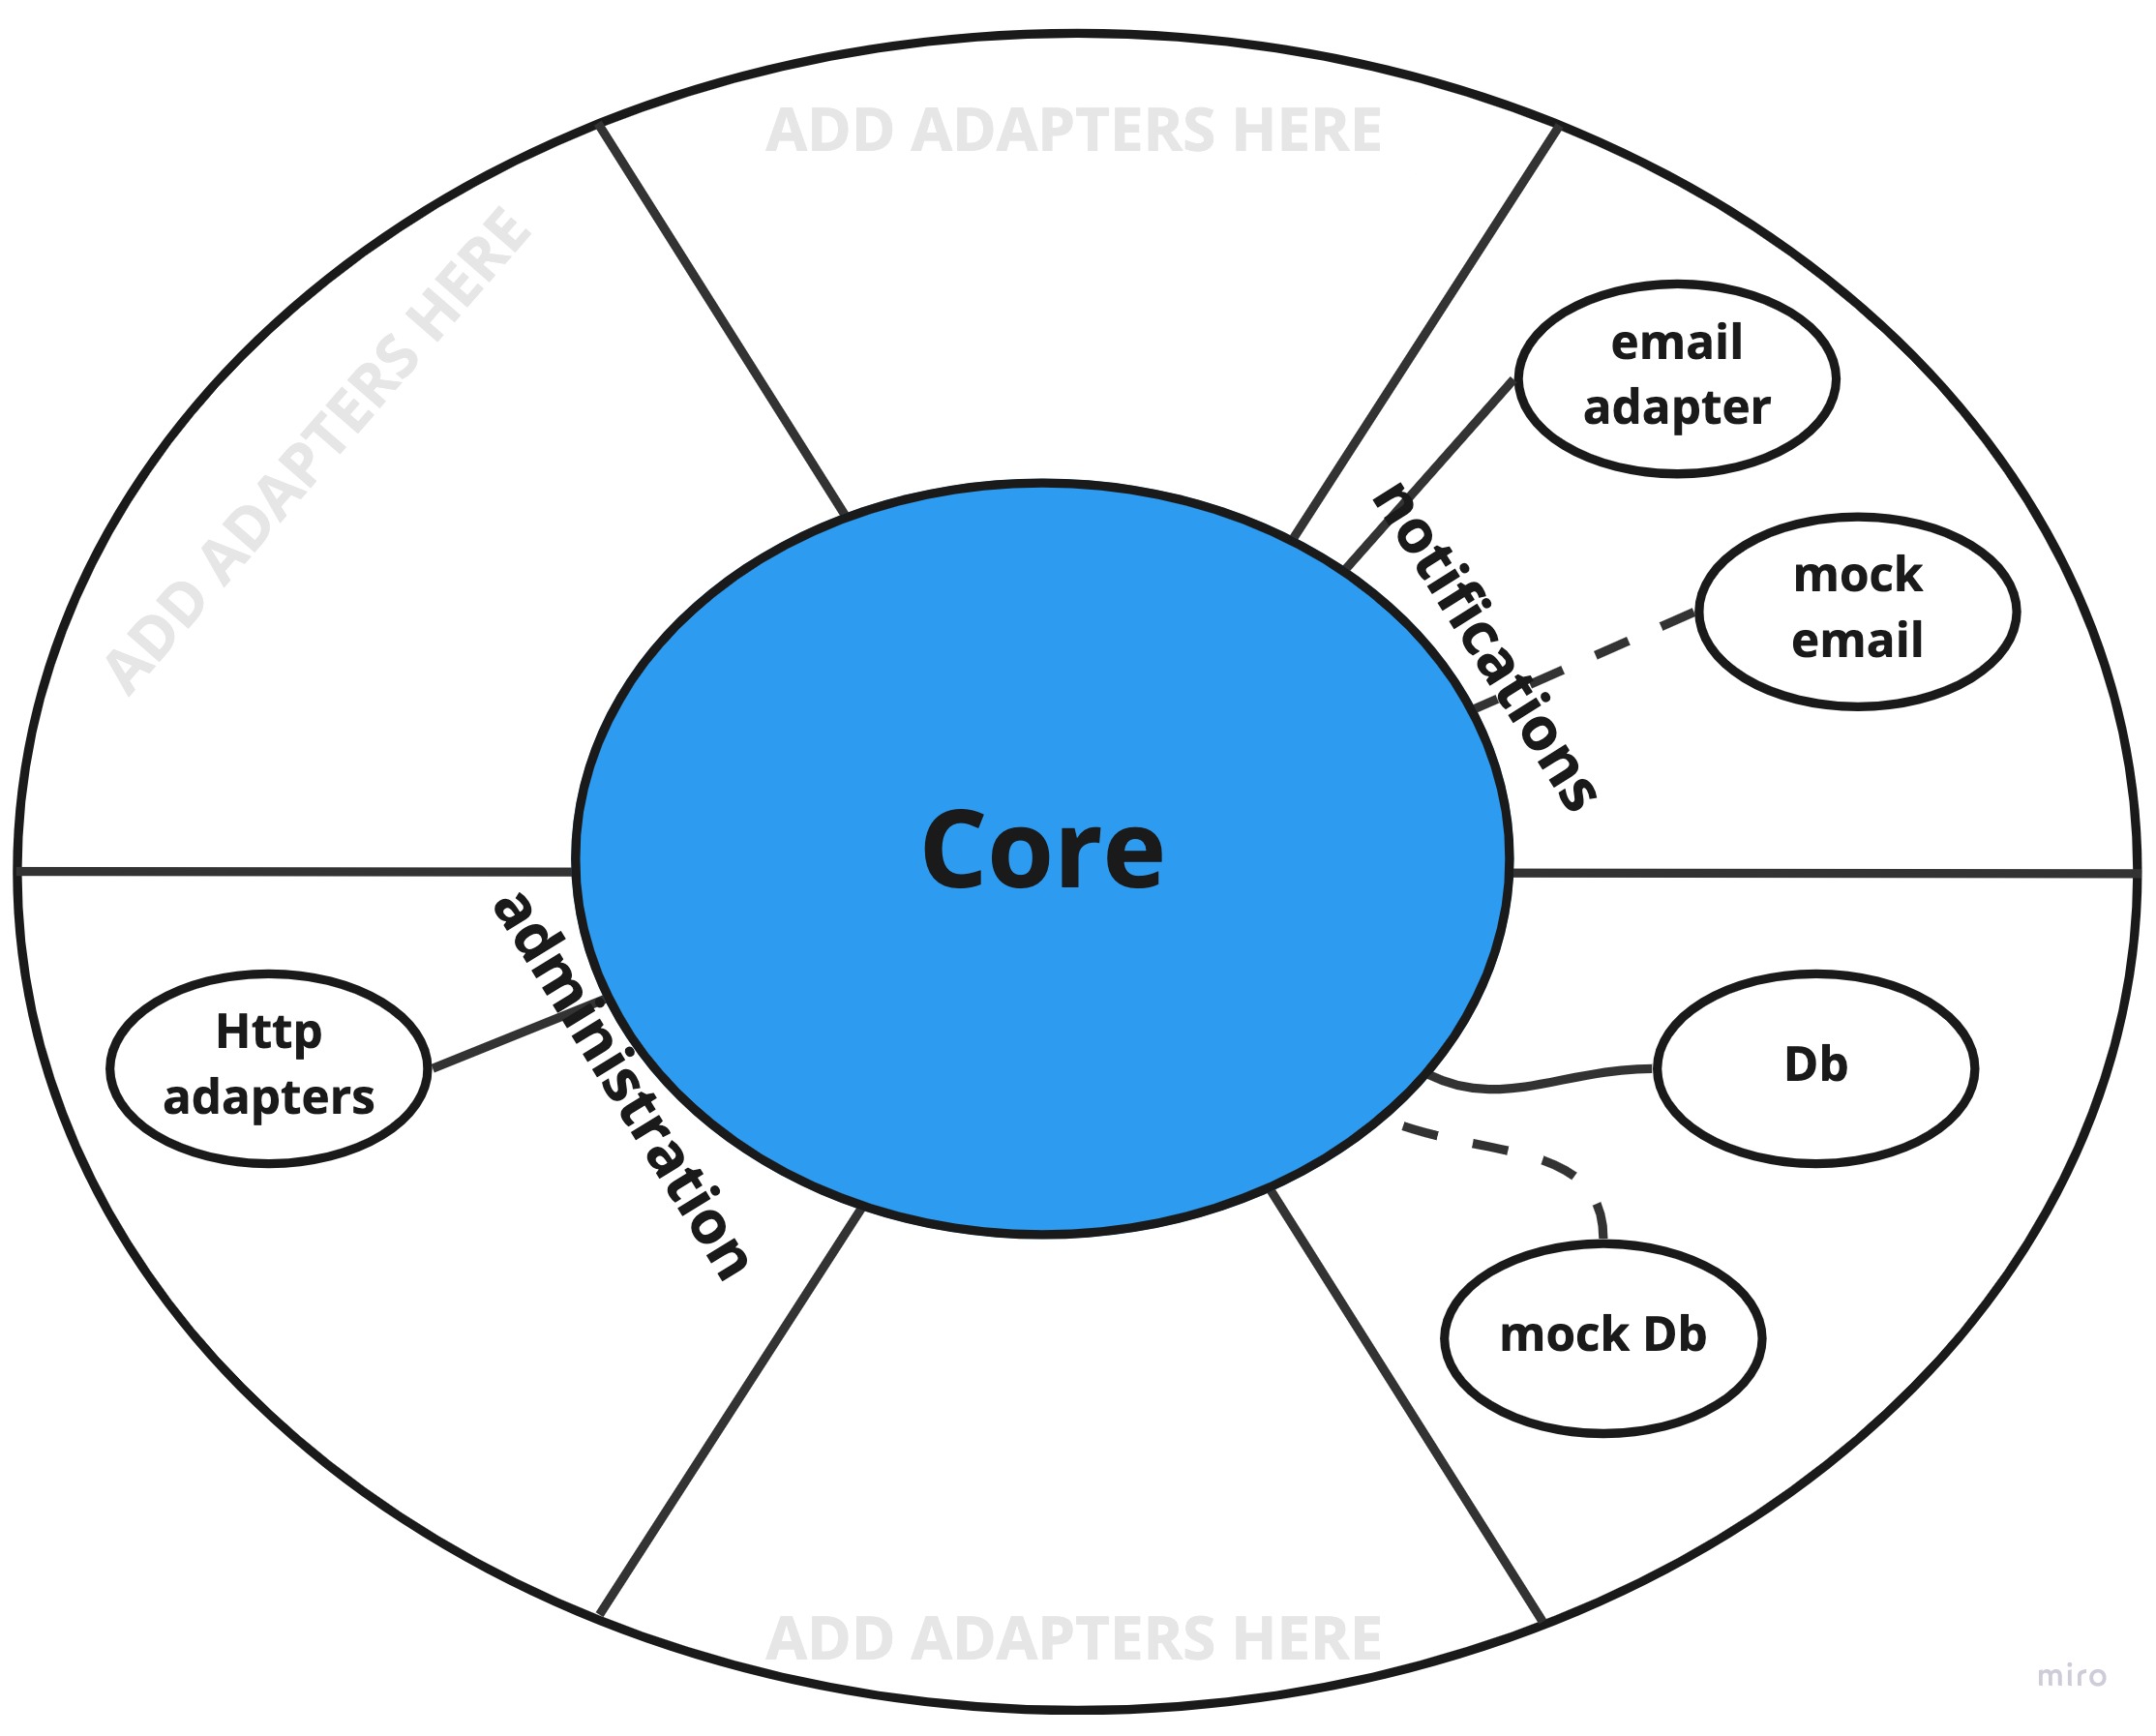 ADD ADAPTERS HERE
ADD ADAPTERS HERE
email
adapter
mock
email
notifications
Core
administration
Http
adapters
Db
mock Db
ADD ADAPTERS HERE
miro